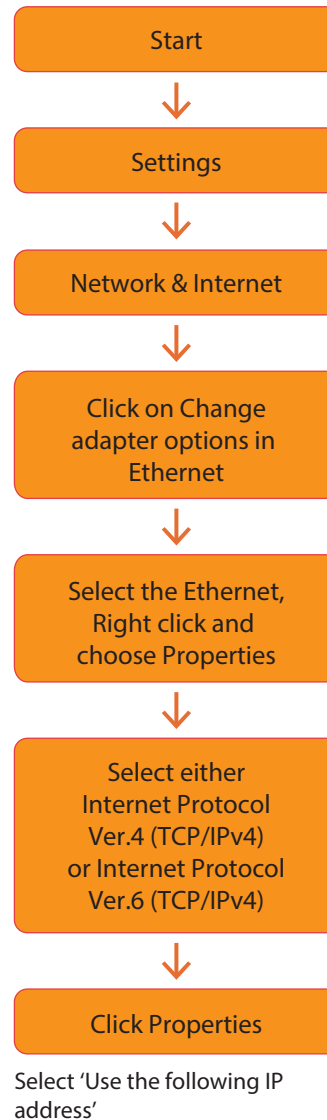 Start
Settings
Network & Internet
Click on Change
adapter options in
Ethernet
Select the Ethernet,
Right click and
choose Properties
Select either
Internet Protocol
Ver.4 (TCP/IPv4)
or Internet Protocol
Ver.6 (TCP/IPv4)
Click Properties
Select ‘Use the following IP
address’